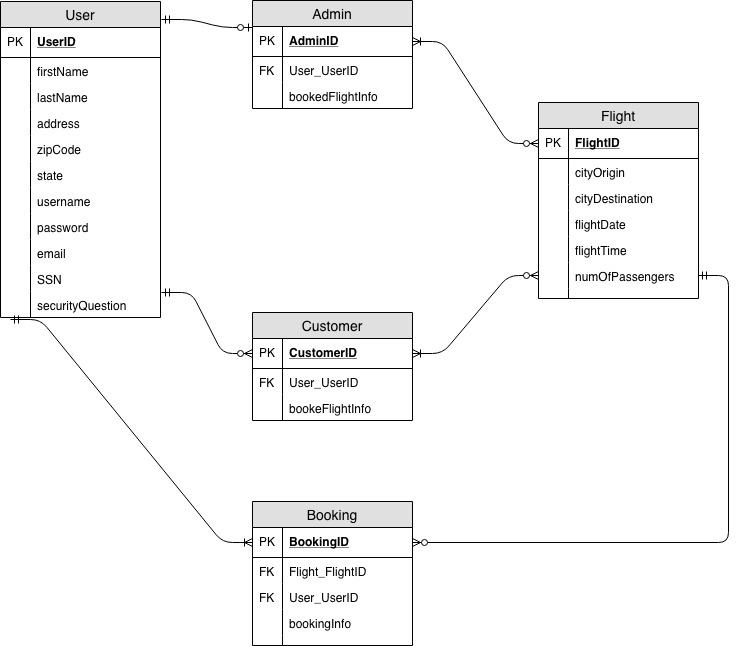 User
PK UserID
firstName
lastName
address
zipCode
state
username
password
email
SSN
securityQuestion
Admin
PK AdminID
FK User_UserID
bookedFlightInfo
Flight
PK FlightID
cityOrigin
cityDestination
flightDate
flightTime
numOfPassengers
Customer
PK CustomerID
FK User_UserID
bookeFlightInfo
Booking
PK BookingID
FK Flight_FlightID
FK User_UserID
bookingInfo